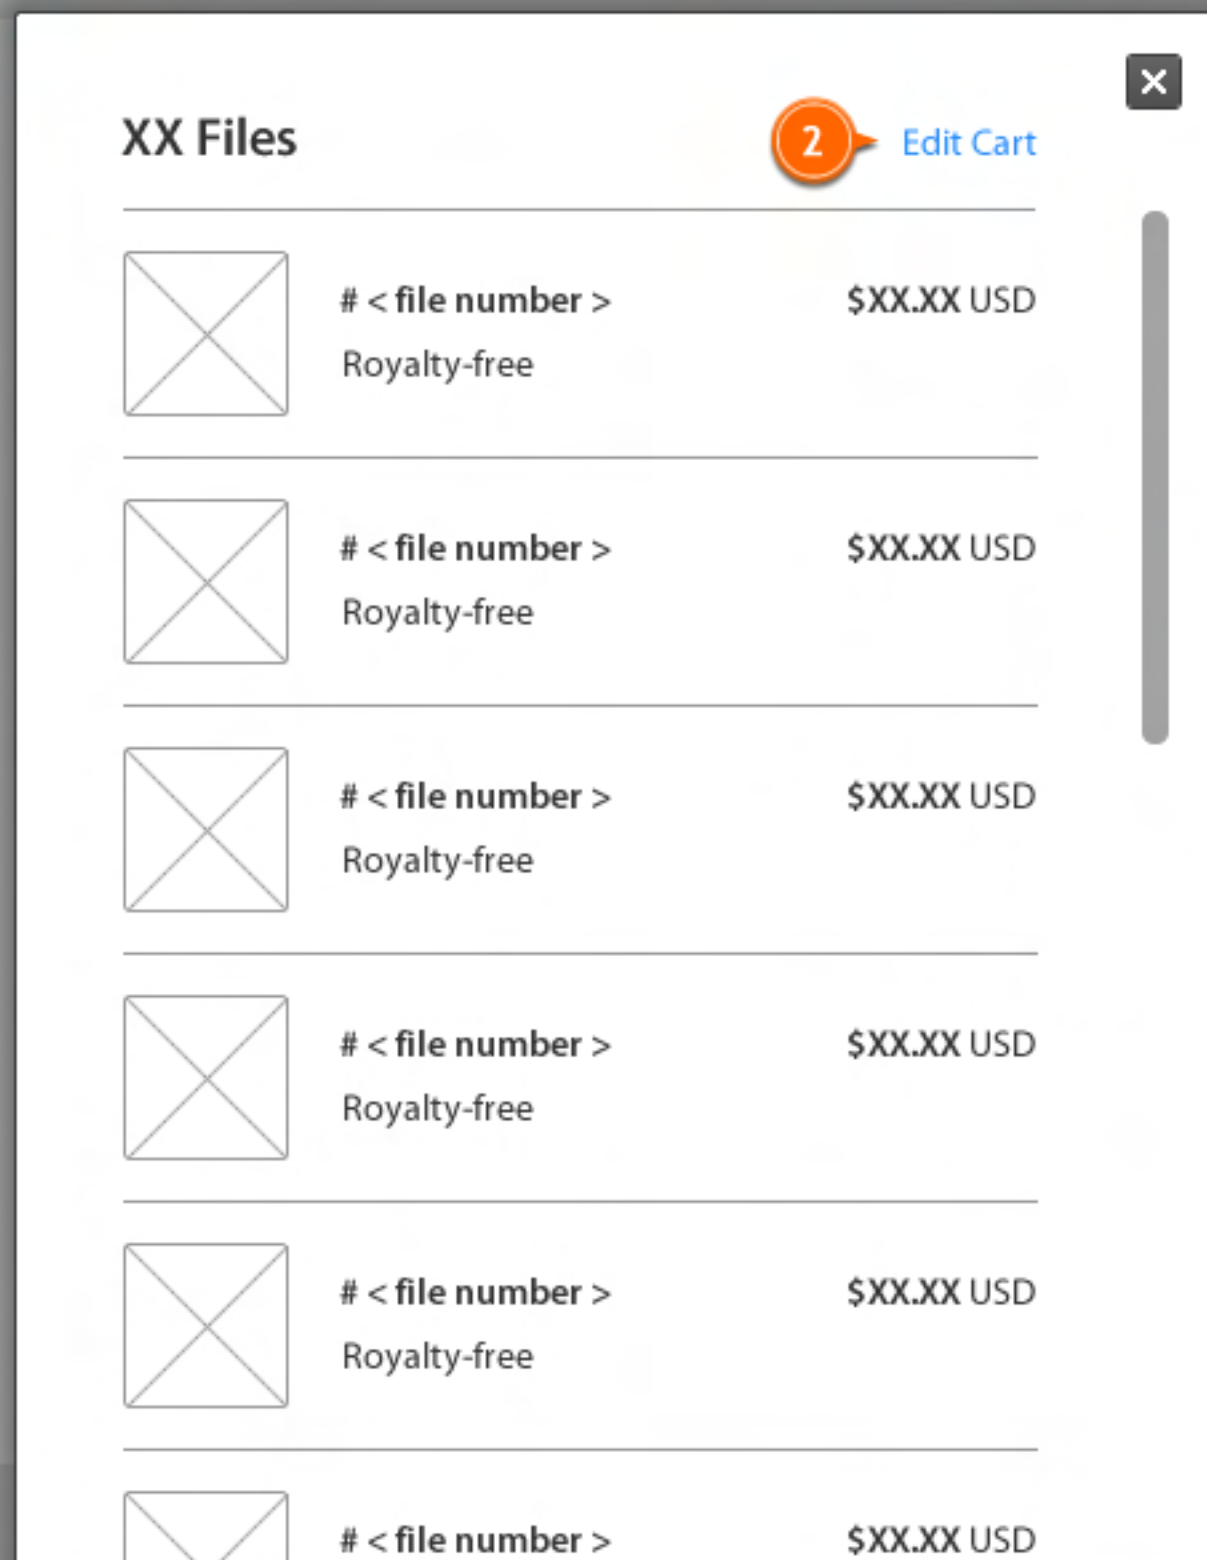 XX Files
2
Edit Cart
# < file number >
$XX.XX USD
Royalty-free
# < file number >
$XX.XX USD
Royalty-free
# < file number >
$XX.XX USD
Royalty-free
# < file number >
$XX.XX USD
Royalty-free
# < file number >
$XX.XX USD
Royalty-free
# < file number >
$XX.XX USD